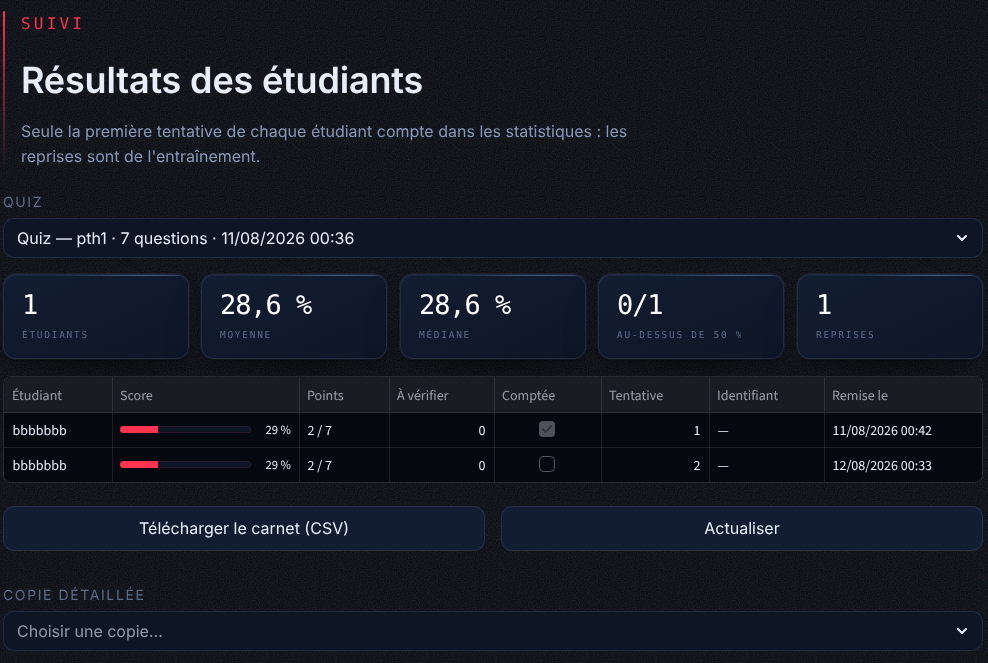 SUIVI
Résultats des étudiants
Seule la première tentative de chaque étudiant compte dans les statistiques : les
reprises sont de l'entraînement.
QUIZ
Quiz — pth1 · 7 questions · 11/08/2026 00:36
1 28,6 % 28,6 % 0/1 1
ÉTUDIANTS MOYENNE MÉDIANE AU-DESSUS DE 50 % REPRISES
Étudiant Score Points À vérifier Comptée Tentative Identifiant Remise le
bbbbbbb 29 % 2 / 7 0 1 — 11/08/2026 00:42
bbbbbbb 29 % 2 / 7 0 2 — 12/08/2026 00:33
Télécharger le carnet (CSV) Actualiser
COPIE DÉTAILLÉE
Choisir une copie...